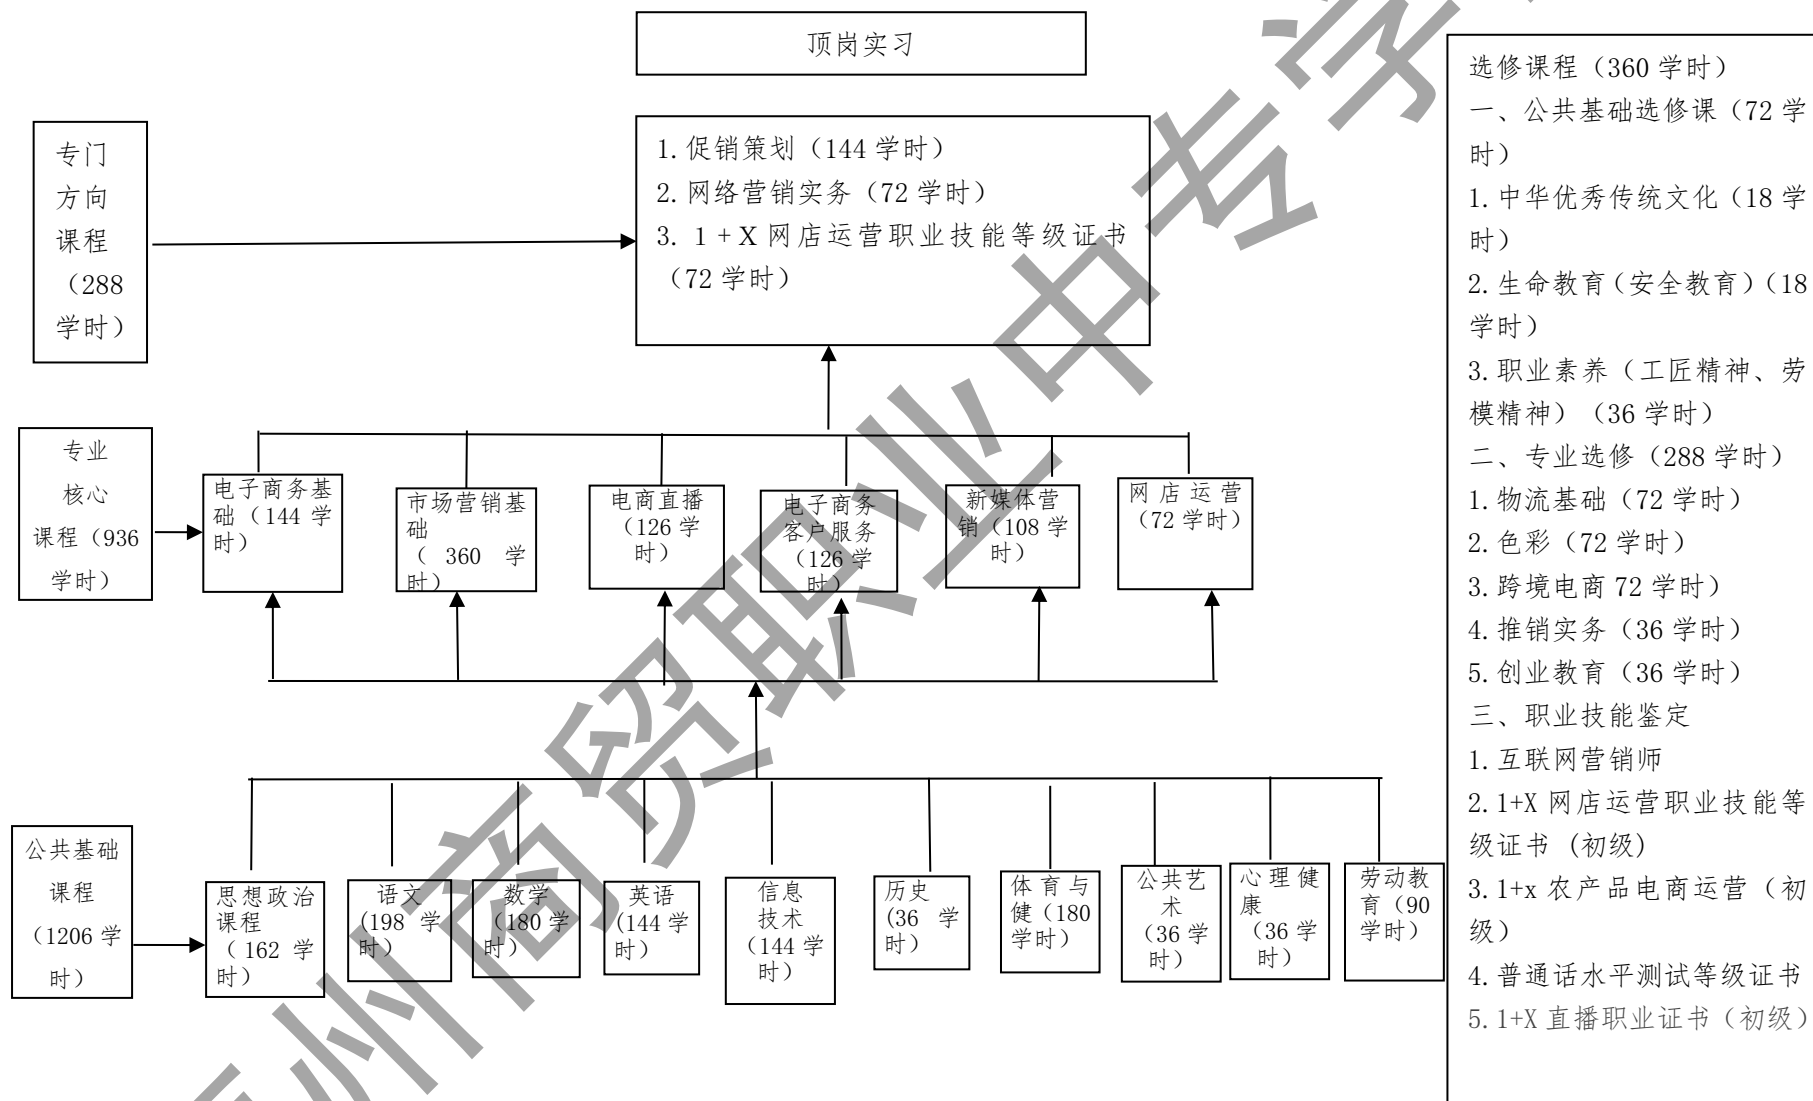 顶岗实习
专门
方向
课程
（288
学时）
1.促销策划（144 学时）
2.网络营销实务（72 学时）
3. 1+X 网店运营职业技能等级证书
（72 学时）
专业
核心
课程（936
学时）
电子商务基
础（144 学
时）
市场营销基
础
（ 360 学
时）
电商直播
（126 学
时）
电子商务
客户服务
（126 学
时）
新媒体营
销（108 学
时）
网店运营
（72 学时）
公共基础
课程
（1206 学
时）
思想政治
课程
（162 学
时）
语文
(198 学
时）
数学
（180 学
时）
英语
(144 学
时）
信息
技术
（144 学
时）
历史
(36 学
时）
体育与
健（180
学时）
公共艺
术
（36 学
时）
心理健
康
（36 学
时）
劳动教
育（90
学时）
选修课程（360 学时）
一、公共基础选修课（72 学
时）
1.中华优秀传统文化（18 学
时）
2.生命教育（安全教育）（18
学时）
3.职业素养（工匠精神、劳
模精神）（36 学时）
二、专业选修（288 学时）
1.物流基础（72 学时）
2.色彩（72 学时）
3.跨境电商 72 学时）
4.推销实务（36 学时）
5.创业教育（36 学时）
三、职业技能鉴定
1.互联网营销师
2.1+X 网店运营职业技能等
级证书 (初级)
3.1+x 农产品电商运营（初
级）
4.普通话水平测试等级证书
5.1+X 直播职业证书（初级）
州商贸职业中专学